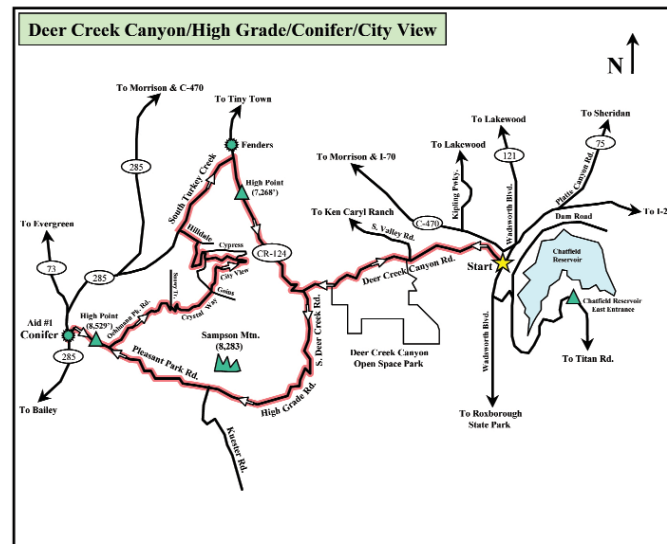 Deer Creek Canyon/High Grade/Conifer/City View
N
To Morrison & C-470
To Tiny Town
To Lakewood
To Sheridan
121
75
Fenders
To Lakewood
To Morrison & I-70
Platte Canyon Rd.
285
South Turkey Creek
High Point
(7,268')
Kipling Pwky.
Wadsworth Blvd.
C-470
To I-2
To Evergreen
To Ken Caryl Ranch
S. Valley Rd.
Dam Road
Hilldale
Cypress
CR-124
73
285
City View
Deer Creek Canyon Rd.
Start
Chatfield
Reservoir
Oehlmann Pk. Rd.
Crystal Way
S. Deer Creek Rd.
Aid #1
Conifer
High Point
(8,529')
Chatfield Reservoir
East Entrance
285
Pleasant Park Rd.
Sampson Mtn.
(8,283)
Deer Creek Canyon
Open Space Park
Wadsworth Blvd.
To Titan Rd.
To Bailey
High Grade Rd.
To Roxborough
State Park
Kuester Rd.